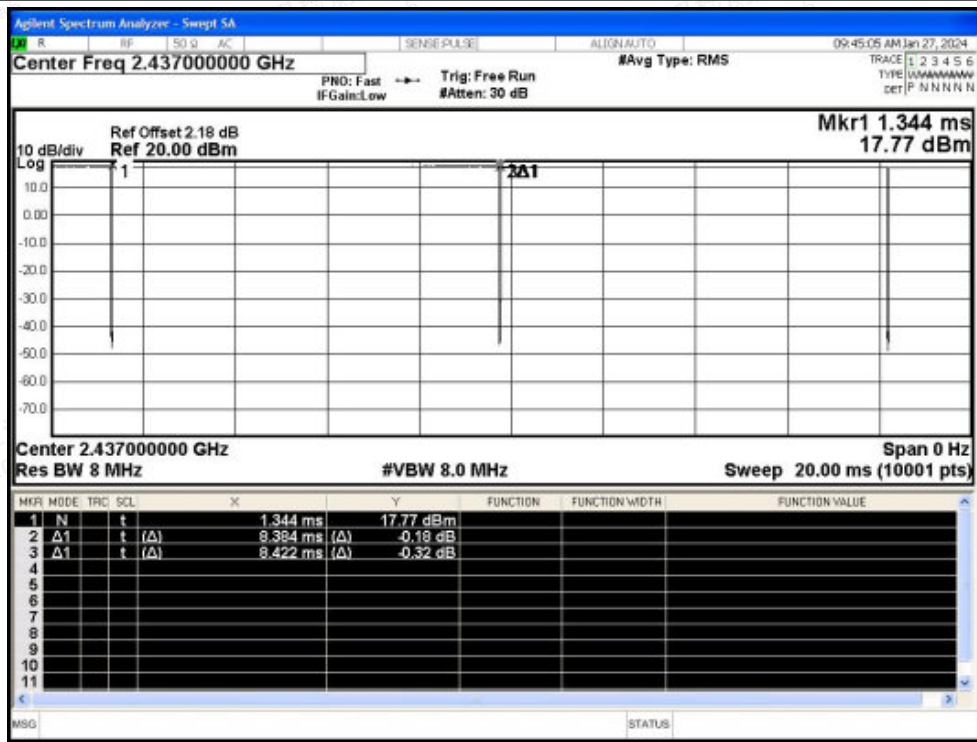 Agilent Spectrum Analyzer - Swept SA
LXI R RF 50 Ω AC SENSE:PULSE ALIGN AUTO 09:45:05 AM Jan 27, 2024
Center Freq 2.437000000 GHz #Avg Type: RMS TRACE 1 2 3 4 5 6
PNO: Fast Trig: Free Run TYPE WWWWWW
IFGain:Low #Atten: 30 dB DET P N N N N N
Mkr1 1.344 ms
17.77 dBm
Ref Offset 2.18 dB
10 dB/div Ref 20.00 dBm
Log
1
3Δ1
10.0
0.00
-10.0
-20.0
-30.0
-40.0
-50.0
-60.0
-70.0
Center 2.437000000 GHz Span 0 Hz
Res BW 8 MHz #VBW 8.0 MHz Sweep 20.00 ms (10001 pts)
MKR MODE TRC SCL X Y FUNCTION FUNCTION WIDTH FUNCTION VALUE
1 N t 1.344 ms 17.77 dBm
2 Δ1 t (Δ) 8.384 ms (Δ) -0.18 dB
3 Δ1 t (Δ) 8.422 ms (Δ) -0.32 dB
4
5
6
7
8
9
10
11
MSG STATUS